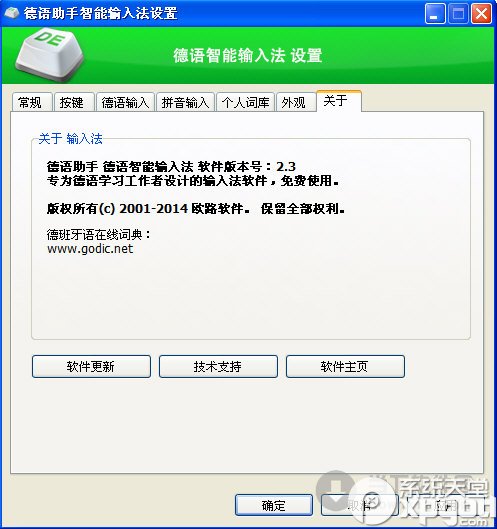 德语助手智能输入法设置
DE
德语智能输入法 设置
常规 按键 德语输入 拼音输入 个人词库 外观 关于
关于 输入法
德语助手 德语智能输入法 软件版本号：2.3
专为德语学习工作者设计的输入法软件，免费使用。
版权所有(c) 2001-2014 欧路软件。 保留全部权利。
德班牙语在线词典：
www.godic.net
软件更新 技术支持 软件主页
确定 取消
系统天堂
xpgod